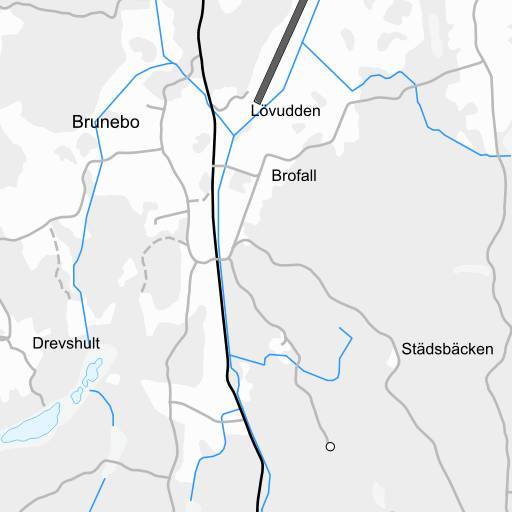 Lövudden
Brunebo
Brofall
Drevshult
Städsbäcken